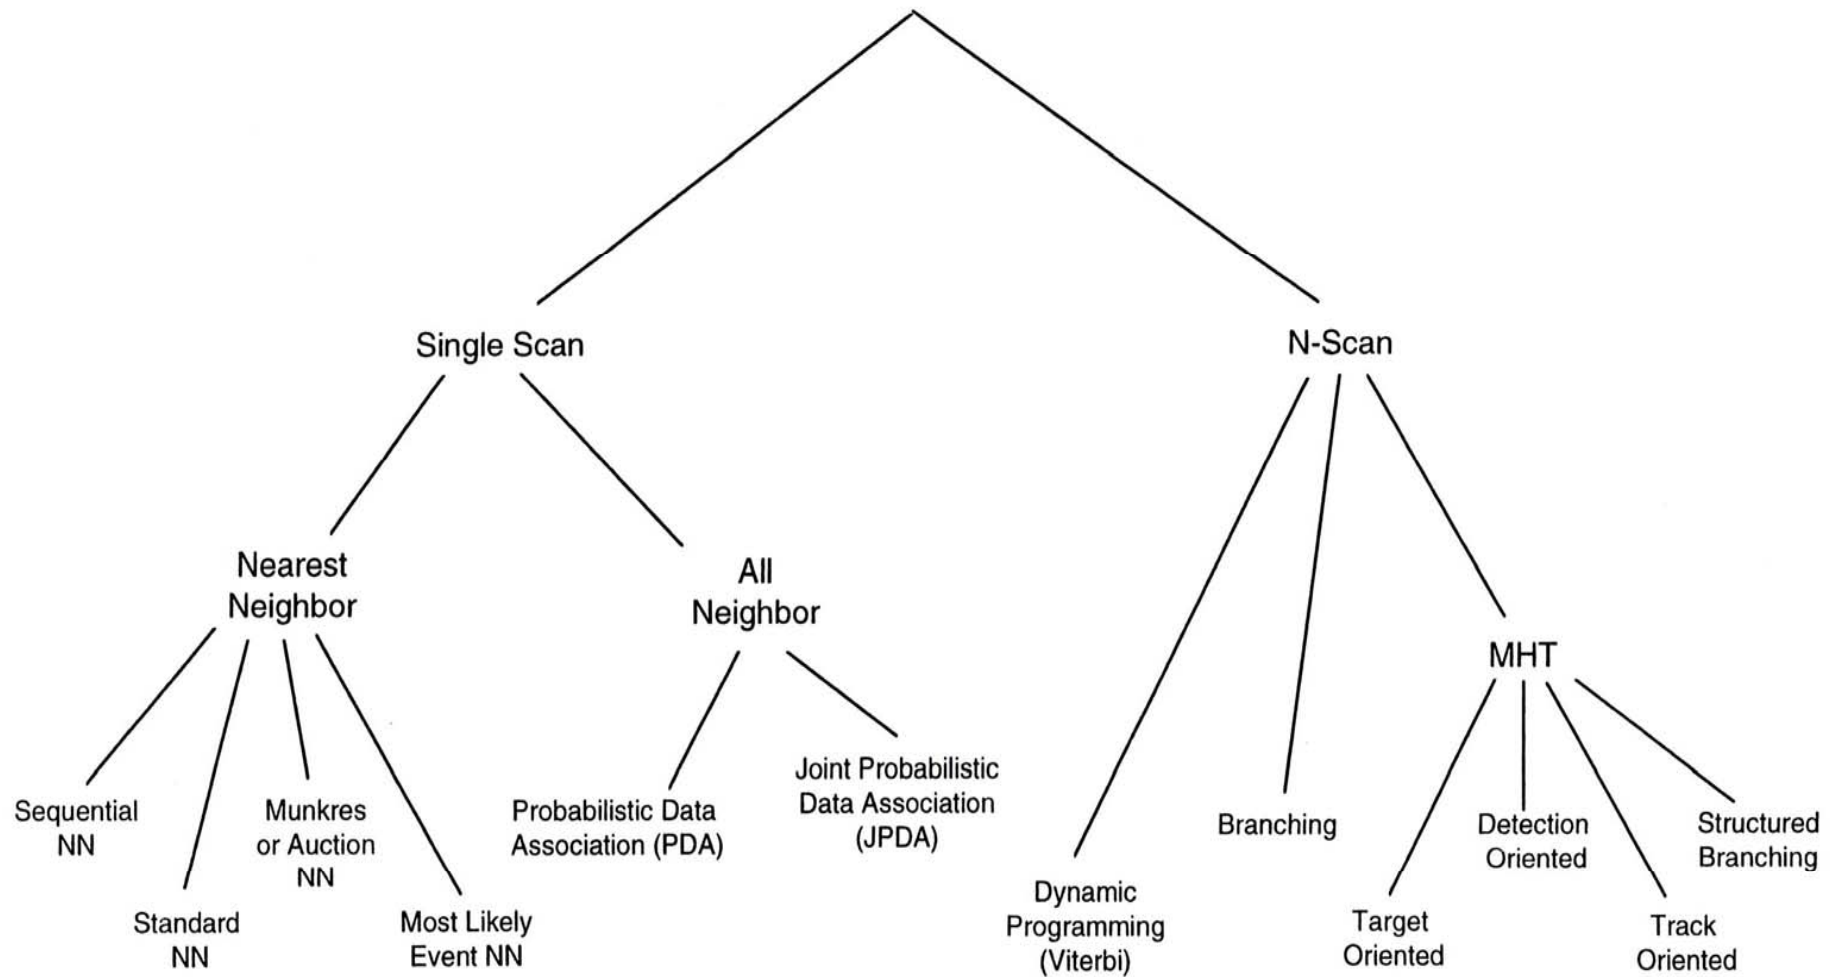 Single Scan
N-Scan
Nearest
Neighbor
All
Neighbor
MHT
Sequential
NN
Standard
NN
Munkres
or Auction
NN
Most Likely
Event NN
Probabilistic Data
Association (PDA)
Joint Probabilistic
Data Association
(JPDA)
Dynamic
Programming
(Viterbi)
Branching
Target
Oriented
Detection
Oriented
Track
Oriented
Structured
Branching